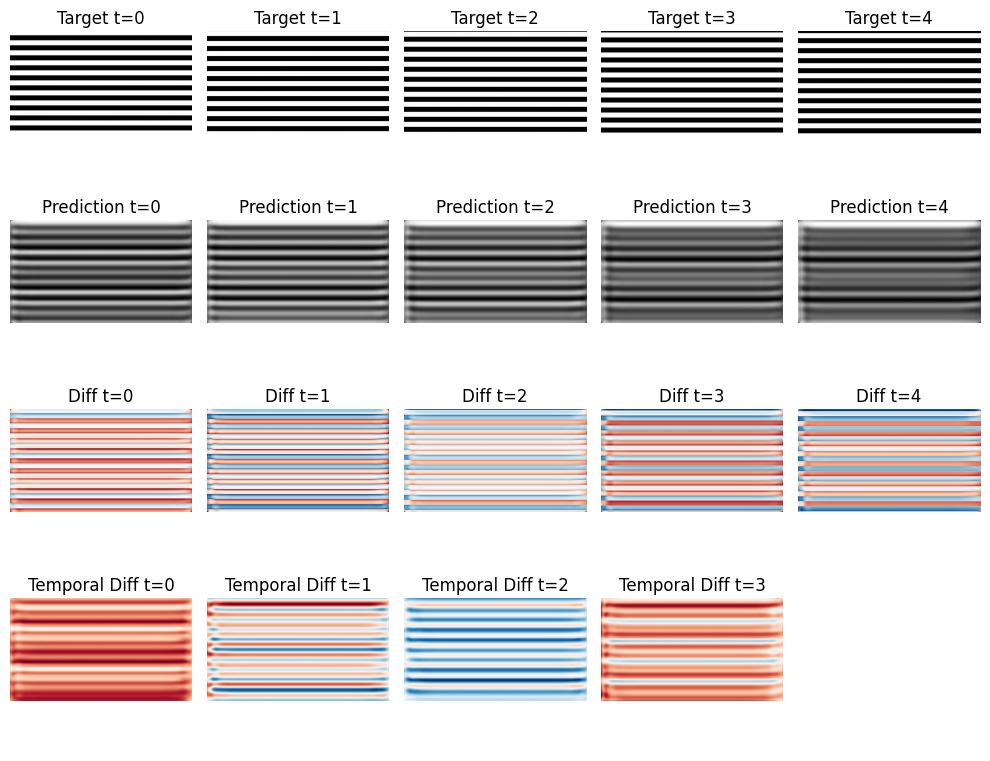 Target t=0 Target t=1 Target t=2 Target t=3 Target t=4
Prediction t=0 Prediction t=1 Prediction t=2 Prediction t=3 Prediction t=4
Diff t=0 Diff t=1 Diff t=2 Diff t=3 Diff t=4
Temporal Diff t=0 Temporal Diff t=1 Temporal Diff t=2 Temporal Diff t=3